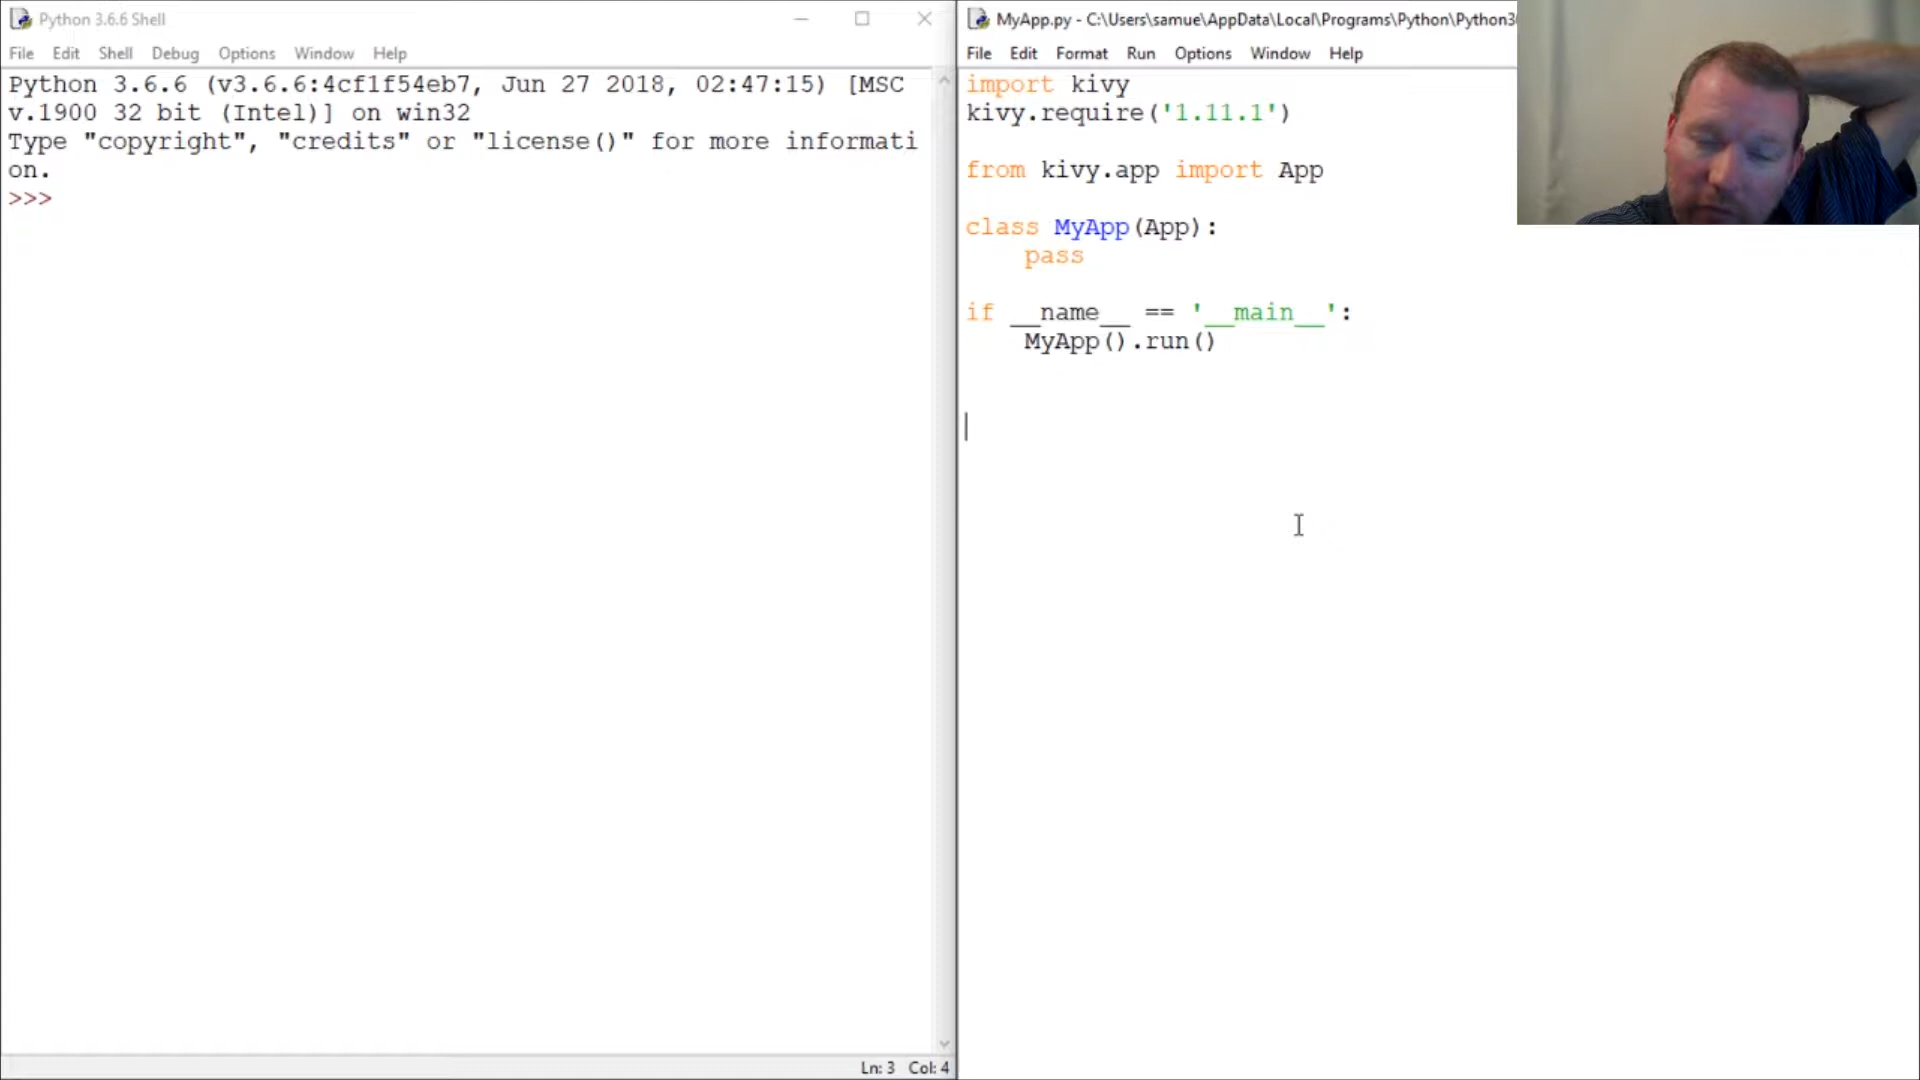 Python 3.6.6 Shell
File Edit Shell Debug Options Window Help
Python 3.6.6 (v3.6.6:4cf1f54eb7, Jun 27 2018, 02:47:15) [MSC
v.1900 32 bit (Intel)] on win32
Type "copyright", "credits" or "license()" for more informati
on.
>>>
Ln: 3 Col: 4
MyApp.py - C:\Users\samue\AppData\Local\Programs\Python\Python3
File Edit Format Run Options Window Help
import kivy
kivy.require('1.11.1')
from kivy.app import App
class MyApp(App):
pass
if __name__ == '__main__':
MyApp().run()